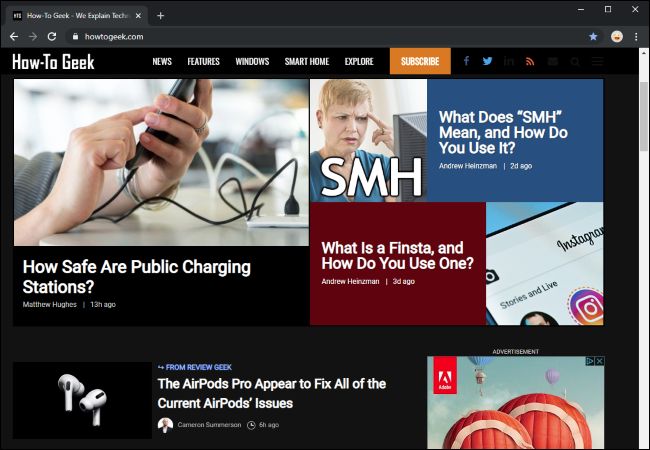 How-To Geek - We Explain Techn
howtogeek.com
How-To Geek
NEWS FEATURES WINDOWS SMART HOME EXPLORE SUBSCRIBE
What Does “SMH”
Mean, and How Do
You Use It?
Andrew Heinzman | 2d ago
SMH
What Is a Finsta, and
How Do You Use One?
Andrew Heinzman | 3d ago
Instagram
Stories and Live
How Safe Are Public Charging
Stations?
Matthew Hughes | 13h ago
FROM REVIEW GEEK
The AirPods Pro Appear to Fix All of the
Current AirPods’ Issues
Cameron Summerson 6h ago
ADVERTISEMENT
Adobe